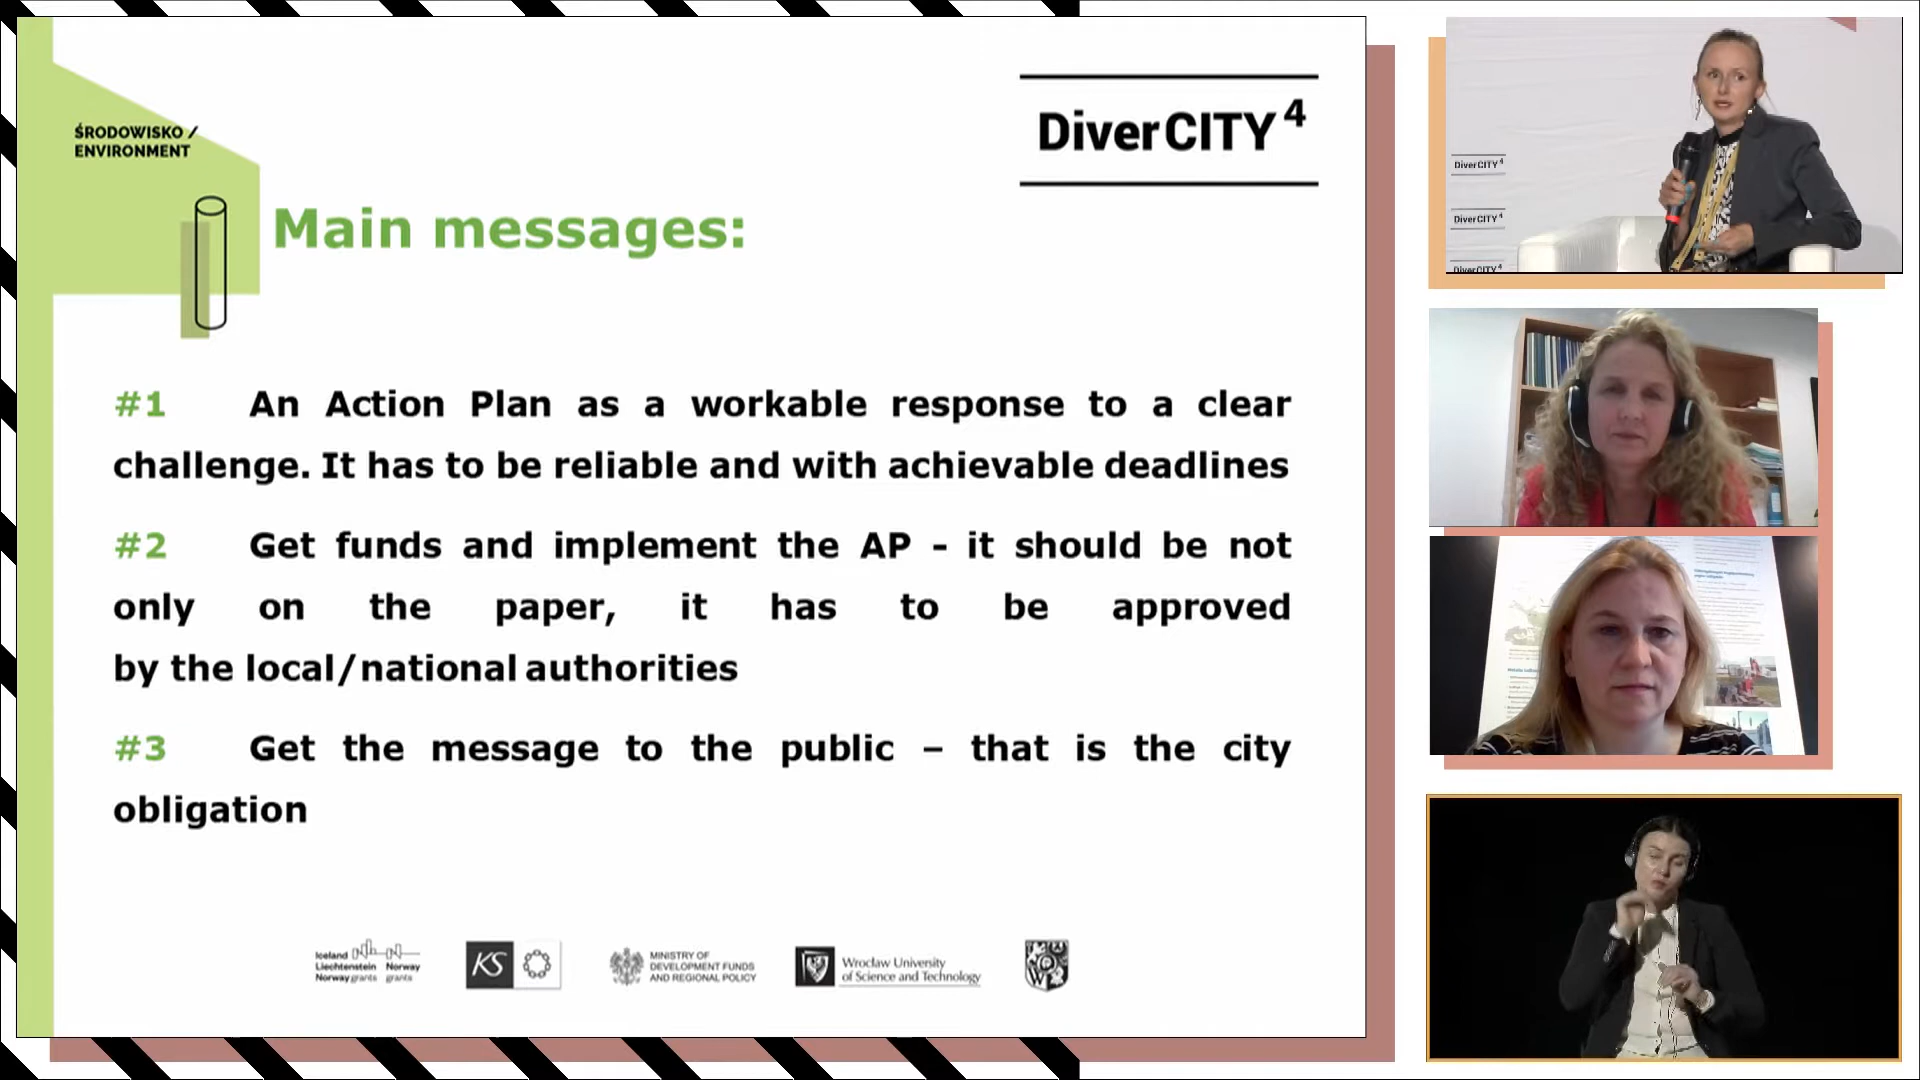 ŚRODOWISKO /
ENVIRONMENT
DiverCITY 4
Main messages:
#1 An Action Plan as a workable response to a clear
challenge. It has to be reliable and with achievable deadlines
#2 Get funds and implement the AP - it should be not
only on the paper, it has to be approved
by the local/national authorities
#3 Get the message to the public – that is the city
obligation
Iceland
Liechtenstein Norway
Norway grants grants
KS
MINISTRY OF
DEVELOPMENT FUNDS
AND REGIONAL POLICY
Wrocław University
of Science and Technology
W
DiverCITY 4
DiverCITY 4
DiverCITY 4